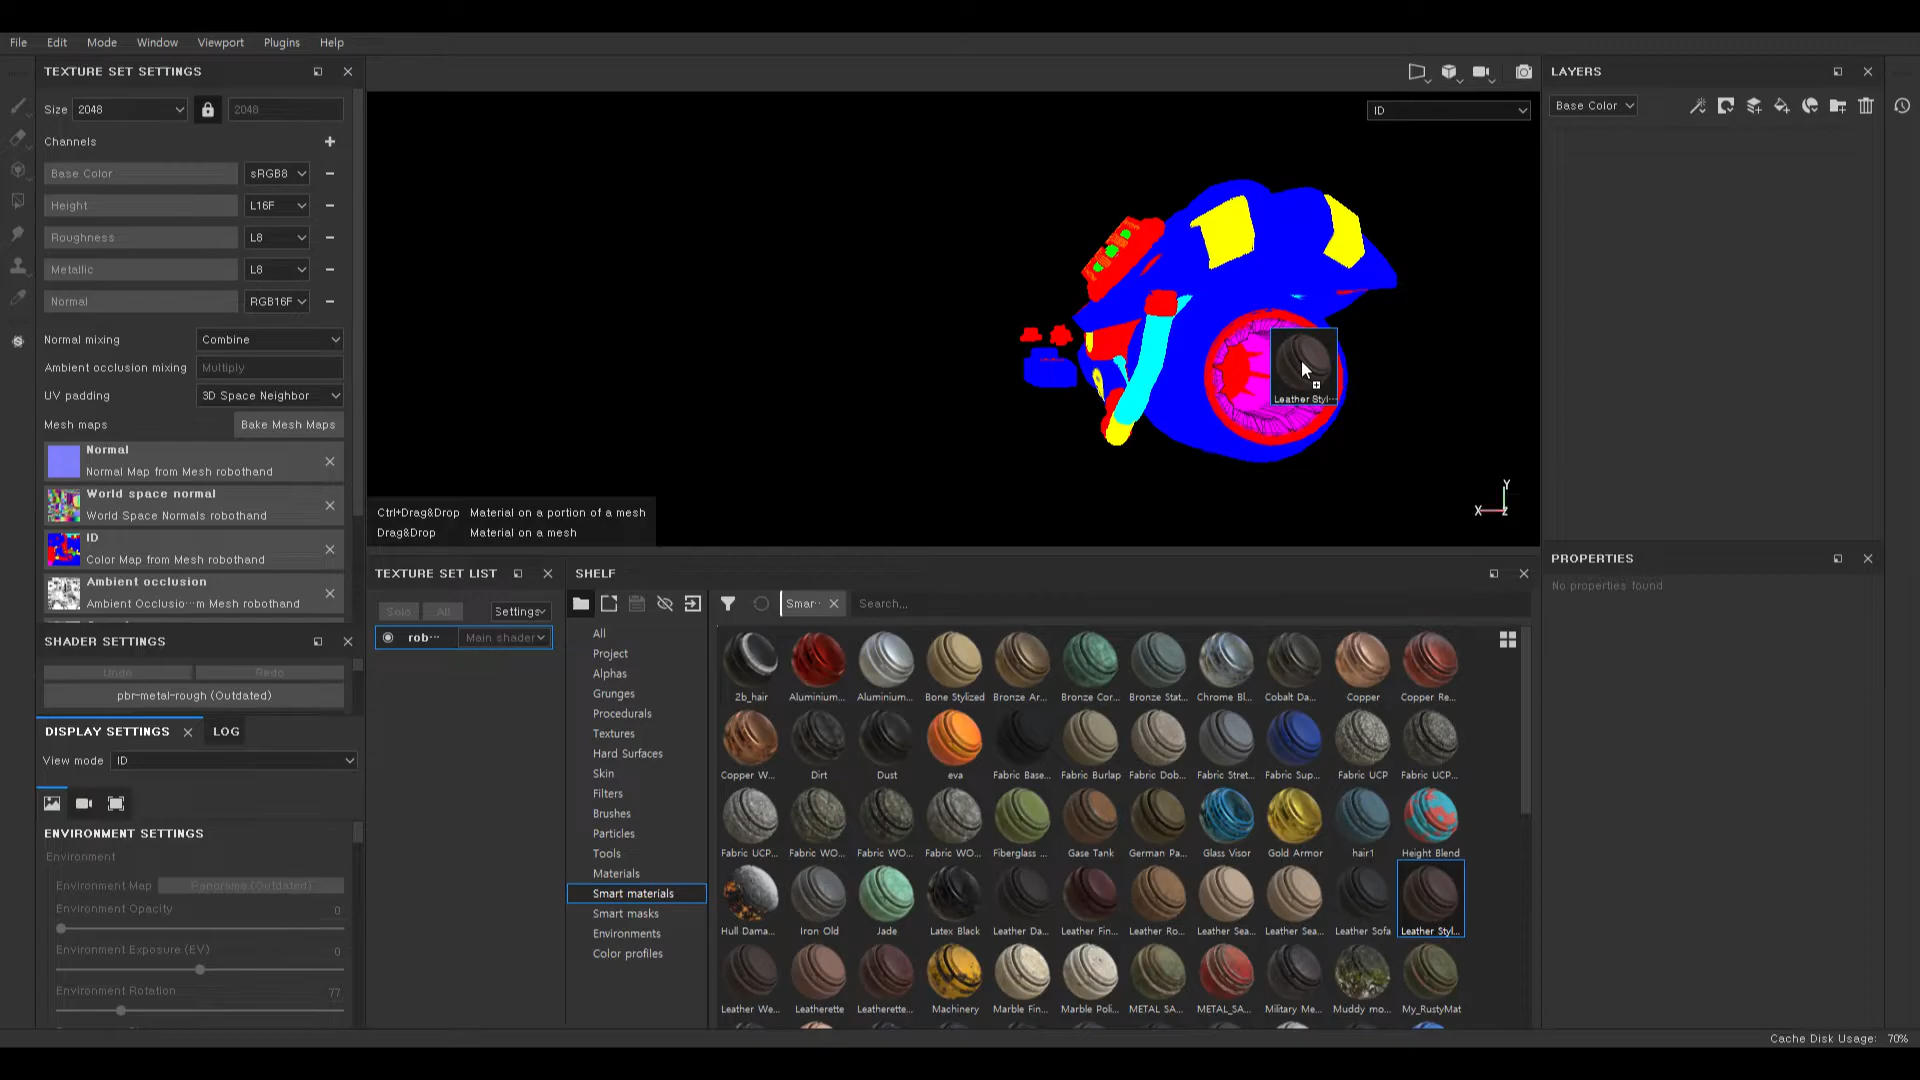 File Edit Mode Window Viewport Plugins Help
TEXTURE SET SETTINGS
Size 2048 2048
Channels
Base Color sRGB8
Height L16F
Roughness L8
Metallic L8
Normal RGB16F
Normal mixing Combine
Ambient occlusion mixing Multiply
UV padding 3D Space Neighbor
Mesh maps Bake Mesh Maps
Normal
Normal Map from Mesh robothand
World space normal
World Space Normals robothand
ID
Color Map from Mesh robothand
Ambient occlusion
Ambient Occlusio···m Mesh robothand
SHADER SETTINGS
Undo Redo
pbr-metal-rough (Outdated)
DISPLAY SETTINGS LOG
View mode ID
ENVIRONMENT SETTINGS
Environment
Environment Map Panorama (Outdated)
Environment Opacity 0
Environment Exposure (EV) 0
Environment Rotation 77
ID
Leather Styl···
Y
X Z
Ctrl+Drag&Drop Material on a portion of a mesh
Drag&Drop Material on a mesh
TEXTURE SET LIST
Solo All Settings
rob··· Main shader
SHELF
Smar·· Search...
All
Project
Alphas
Grunges
Procedurals
Textures
Hard Surfaces
Skin
Filters
Brushes
Particles
Tools
Materials
Smart materials
Smart masks
Environments
Color profiles
2b_hair Aluminium... Aluminium... Bone Stylized Bronze Ar... Bronze Cor... Bronze Stat... Chrome Bl... Cobalt Da... Copper Copper Re...
Copper W... Dirt Dust eva Fabric Base... Fabric Burlap Fabric Dob... Fabric Stret... Fabric Sup... Fabric UCP Fabric UCP...
Fabric UCP... Fabric WO... Fabric WO... Fabric WO... Fiberglass ... Gase Tank German Pa... Glass Visor Gold Armor hair1 Height Blend
Hull Dama... Iron Old Jade Latex Black Leather Da... Leather Fin... Leather Ro... Leather Sea... Leather Sea... Leather Sofa Leather Styl...
Leather We... Leatherette Leatherette... Machinery Marble Fin... Marble Poli... METAL SA... METAL_SA... Military Me... Muddy mo... My_RustyMat
LAYERS
Base Color
PROPERTIES
No properties found
Cache Disk Usage: 70%